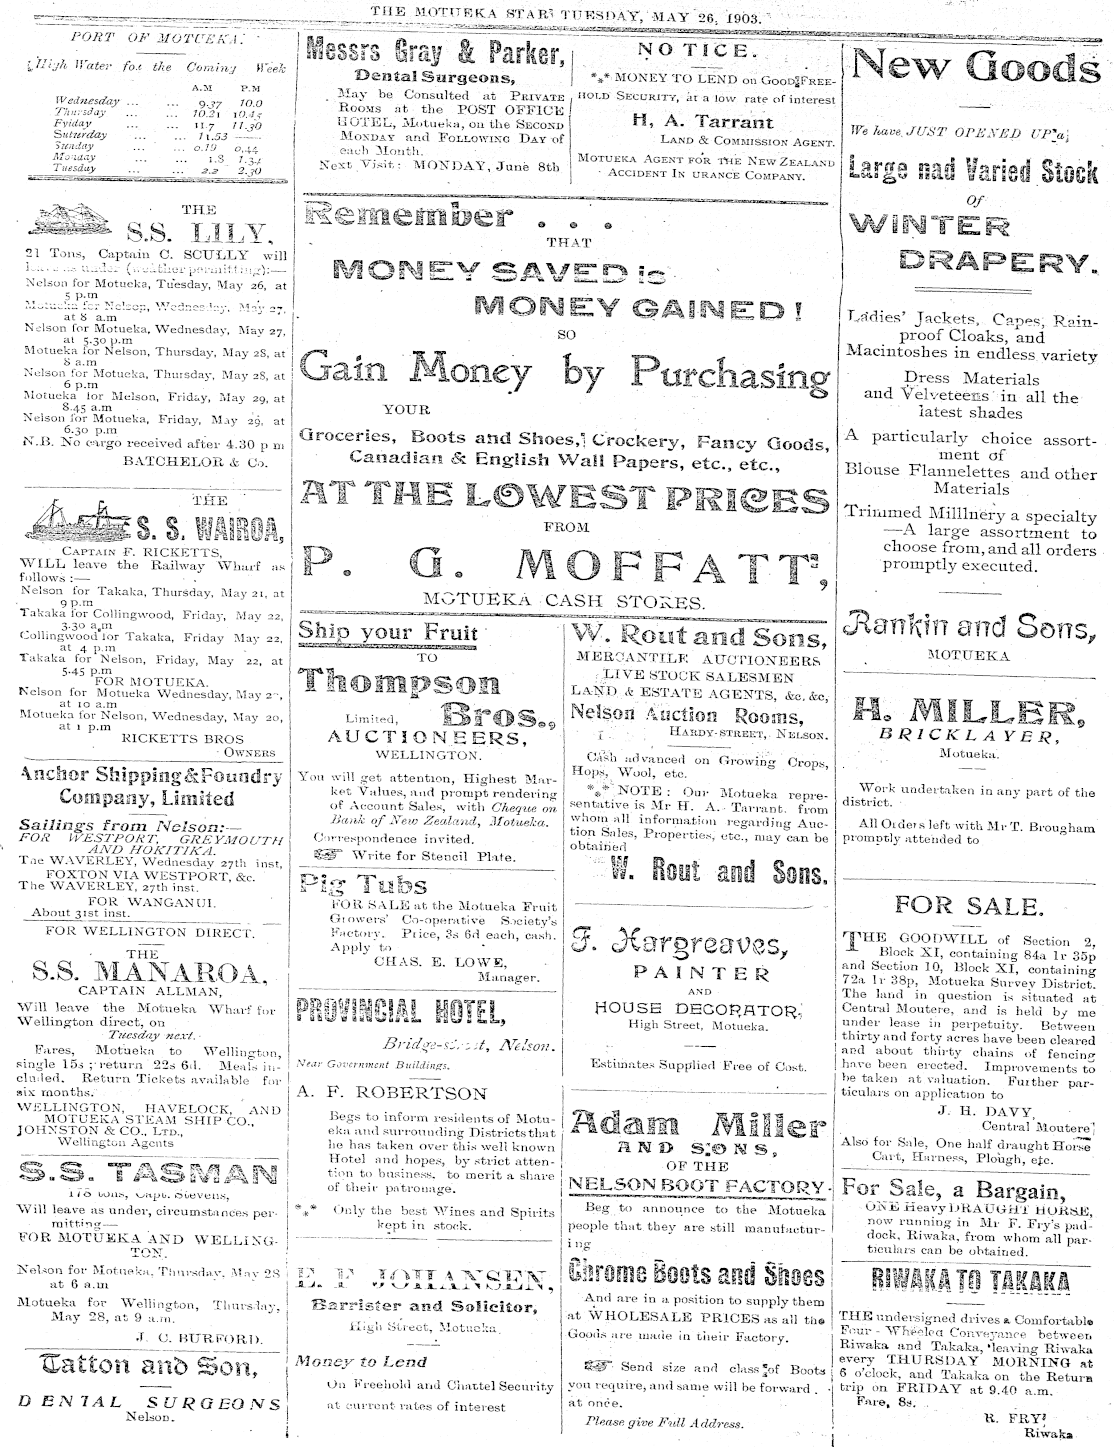 THE MOTUEKA STAR, TUESDAY, MAY 26, 1903.
PORT OF MOTUEKA.
High Water for the Coming Week
A.M P.M
Wednesday ... ... 9.37 10.0
Thursday ... ... 10.21 10.45
Friday ... ... 11.7 11.30
Saturday ... ... 11.53 ...
Sunday ... ... 0.19 0.44
Monday ... ... 1.8 1.34
Tuesday ... ... 2.2 2.30
THE
S.S. LILY,
21 Tons, Captain C. SCULLY will
leave as under (weather permitting):—
Nelson for Motueka, Tuesday, May 26, at
5 p.m
Motueka for Nelson, Wednesday, May 27,
at 8 a.m
Nelson for Motueka, Wednesday, May 27,
at 5.30 p.m
Motueka for Nelson, Thursday, May 28, at
8 a.m
Nelson for Motueka, Thursday, May 28, at
6 p.m
Motueka for Melson, Friday, May 29, at
8.45 a.m
Nelson for Motueka, Friday, May 29, at
6.30 p.m
N.B. No cargo received after 4.30 p m
BATCHELOR & Co.
THE
S. S. WAIROA,
CAPTAIN F. RICKETTS,
WILL leave the Railway Wharf as
follows :—
Nelson for Takaka, Thursday, May 21, at
9 p.m
Takaka for Collingwood, Friday, May 22,
3.30 a.m
Collingwood for Takaka, Friday May 22,
at 4 p.m
Takaka for Nelson, Friday, May 22, at
5.45 p.m
FOR MOTUEKA.
Nelson for Motueka Wednesday, May 2
at 10 a.m
Motueka for Nelson, Wednesday, May 20,
at 1 p.m
RICKETTS BROS
OWNERS
Anchor Shipping & Foundry
Company, Limited
Sailings from Nelson:—
FOR WESTPORT, GREYMOUTH
AND HOKITIKA.
The WAVERLEY, Wednesday 27th inst,
FOXTON VIA WESTPORT, &c.
The WAVERLEY, 27th inst.
FOR WANGANUI.
About 31st inst.
FOR WELLINGTON DIRECT.
THE
S.S. MANAROA,
CAPTAIN ALLMAN,
Will leave the Motueka Wharf for
Wellington direct, on
Tuesday next.
Fares, Motueka to Wellington,
single 15s ; return 22s 6d. Meals in-
cluded. Return Tickets available for
six months.
WELLINGTON, HAVELOCK, AND
MOTUEKA STEAM SHIP CO.,
JOHNSTON & CO., LTD.,
Wellington Agents
S.S. TASMAN
178 tons, Capt. Stevens,
Will leave as under, circumstances per-
mitting—
FOR MOTUEKA AND WELLING-
TON.
Nelson for Motueka, Thursday, May 28
at 6 a.m
Motueka for Wellington, Thursday,
May 28, at 9 a.m.
J. C. BURFORD.
Tatton and Son,
DENTAL SURGEONS
Nelson.
Messrs Gray & Parker,
Dental Surgeons,
May be Consulted at PRIVATE
ROOMS at the POST OFFICE
HOTEL, Motueka, on the SECOND
MONDAY and FOLLOWING DAY of
each Month.
Next Visit: MONDAY, June 8th
NOTICE.
*** MONEY TO LEND on Good FREE-
HOLD SECURITY, at a low rate of interest
H, A. Tarrant
LAND & COMMISSION AGENT.
MOTUEKA AGENT FOR THE NEW ZEALAND
ACCIDENT IN URANCE COMPANY.
Remember . . .
THAT
MONEY SAVED is
MONEY GAINED!
SO
Gain Money by Purchasing
YOUR
Groceries, Boots and Shoes, Crockery, Fancy Goods,
Canadian & English Wall Papers, etc., etc.,
AT THE LOWEST PRICES
FROM
P. G. MOFFATT,
MOTUEKA CASH STORES.
Ship your Fruit
TO
Thompson
Limited, Bros.,
AUCTIONEERS,
WELLINGTON.
You will get attention, Highest Mar-
ket Values, and prompt rendering
of Account Sales, with Cheque on
Bank of New Zealand, Motueka.
Correspondence invited.
☞ Write for Stencil Plate.
Pig Tubs
FOR SALE at the Motueka Fruit
Growers' Co-operative Society's
Factory. Price, 3s 6d each, cash.
Apply to
CHAS. E. LOWE,
Manager.
PROVINCIAL HOTEL,
Bridge-street, Nelson.
Near Government Buildings.
A. F. ROBERTSON
Begs to inform residents of Motu-
eka and surrounding Districts that
he has taken over this well known
Hotel and hopes, by strict atten-
tion to business. to merit a share
of their patronage.
*** Only the best Wines and Spirits
kept in stock.
E. F JOHANSEN,
Barrister and Solicitor,
High Street, Motueka
Money to Lend
On Freehold and Chattel Security
at current rates of interest
W. Rout and Sons,
MERCANTILE AUCTIONEERS
LIVE STOCK SALESMEN
LAND & ESTATE AGENTS, &c. &c,
Nelson Auction Rooms,
HARDY-STREET, NELSON.
Cash advanced on Growing Crops,
Hops, Wool, etc.
*** NOTE : Our Motueka repre-
sentative is Mr H. A. Tarrant. from
whom all information regarding Auc-
tion Sales, Properties, etc., may can be
obtained
W. Rout and Sons.
F. Hargreaves,
PAINTER
AND
HOUSE DECORATOR,
High Street, Motueka.
Estimates Supplied Free of Cost.
Adam Miller
AND SONS,
OF THE
NELSON BOOT FACTORY.
Beg to announce to the Motueka
people that they are still manufactur-
ing
Chrome Boots and Shoes
And are in a position to supply them
at WHOLESALE PRICES as all the
Goods are made in their Factory.
☞ Send size and class of Boots
you require, and same will be forward . .
at once.
Please give Full Address.
New Goods
We have JUST OPENED UP a
Large nad Varied Stock
Of
WINTER
DRAPERY.
Ladies' Jackets, Capes, Rain-
proof Cloaks, and
Macintoshes in endless variety
Dress Materials
and Velveteens in all the
latest shades
A particularly choice assort-
ment of
Blouse Flannelettes and other
Materials
Trimmed Milllnery a specialty
—A large assortment to
choose from, and all orders
promptly executed.
Rankin and Sons,
MOTUEKA
H. MILLER,
BRICKLAYER,
Motueka.
Work undertaken in any part of the
district.
All Orders left with Mr T. Brougham
promptly attended to
FOR SALE.
THE GOODWILL of Section 2,
Block XI, containing 84a 1r 35p
and Section 10, Block XI, containing
72a 1r 38p, Motueka Survey District.
The land in question is situated at
Central Moutere, and is held by me
under lease in perpetuity. Between
thirty and forty acres have been cleared
and about thirty chains of fencing
have been erected. Improvements to
be taken at valuation. Further par-
ticulars on application to
J. H. DAVY,
Central Moutere
Also for Sale, One half draught Horse
Cart, Harness, Plough, etc.
For Sale, a Bargain,
ONE Heavy DRAUGHT HORSE,
now running in Mr F. Fry's pad-
dock, Riwaka, from whom all par-
ticulars can be obtained.
RIWAKA TO TAKAKA
THE undersigned drives a Comfortable
Four - Wheeled Conveyance between
Riwaka and Takaka, leaving Riwaka
every THURSDAY MORNING at
6 o'clock, and Takaka on the Return
trip on FRIDAY at 9.40 a.m.
Fare, 8s.
R. FRY,
Riwaka